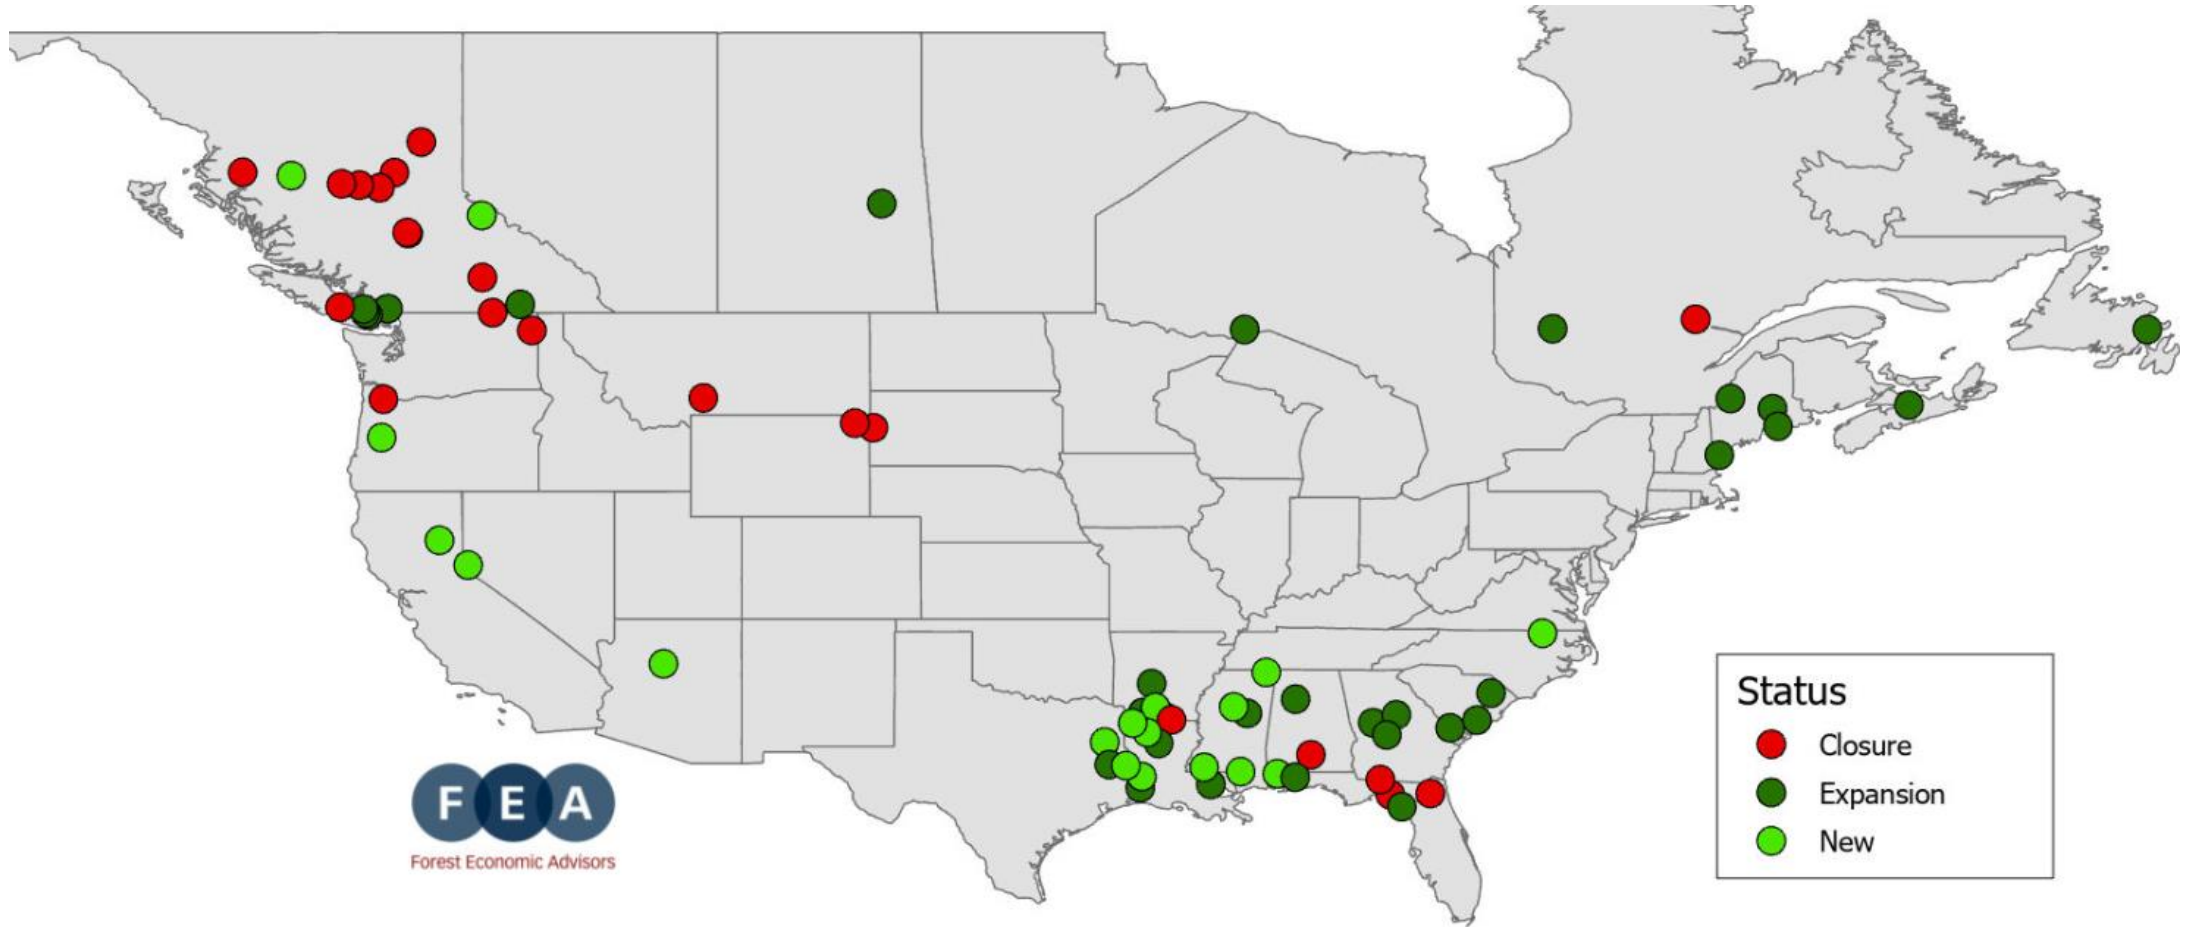 Status
Closure
Expansion
New
FEA
Forest Economic Advisors